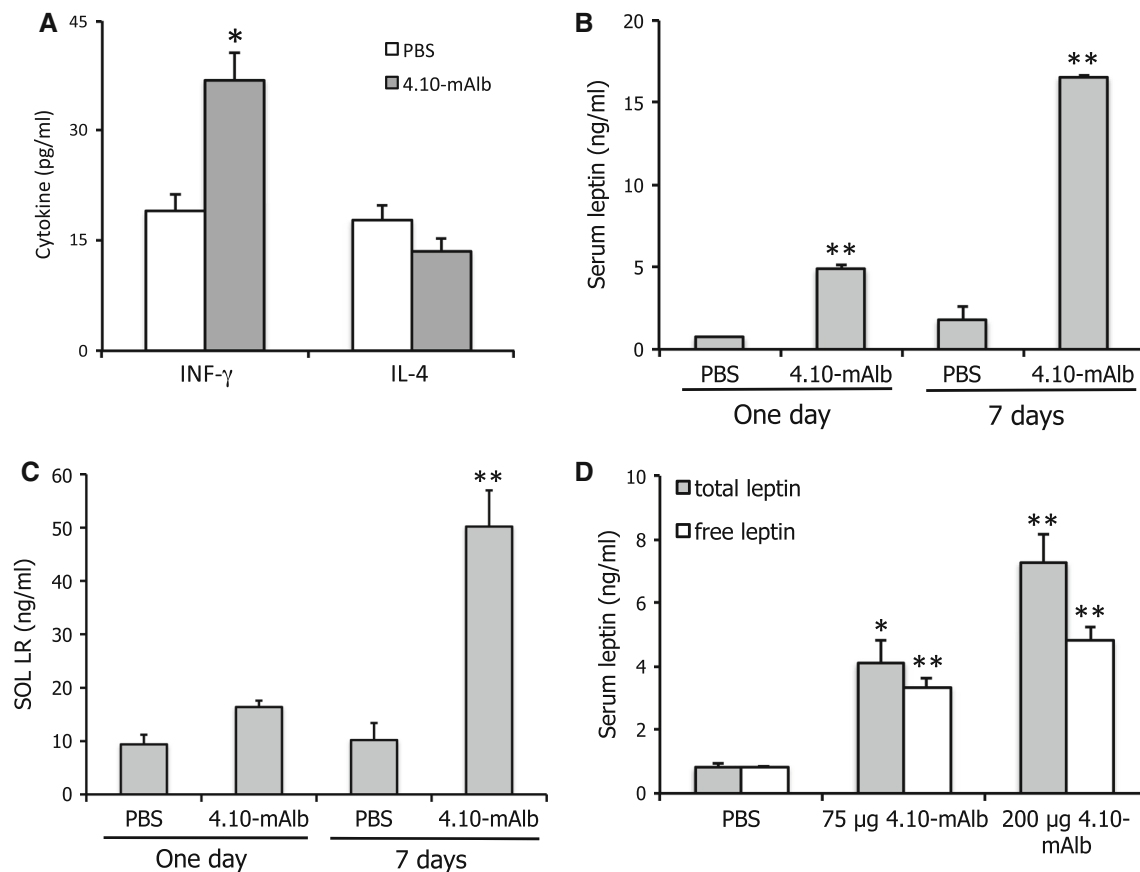 A
Cytokine (pg/ml)
45
30
15
0
*
PBS
4.10-mAlb
INF-γ IL-4
B
Serum leptin (ng/ml)
20
15
10
5
0
**
**
PBS 4.10-mAlb PBS 4.10-mAlb
One day 7 days
C
SOL LR (ng/ml)
60
50
40
30
20
10
0
**
PBS 4.10-mAlb PBS 4.10-mAlb
One day 7 days
D
Serum leptin (ng/ml)
10
8
6
4
2
0
total leptin
free leptin
*
**
**
**
PBS 75 µg 4.10-mAlb 200 µg 4.10-
mAlb